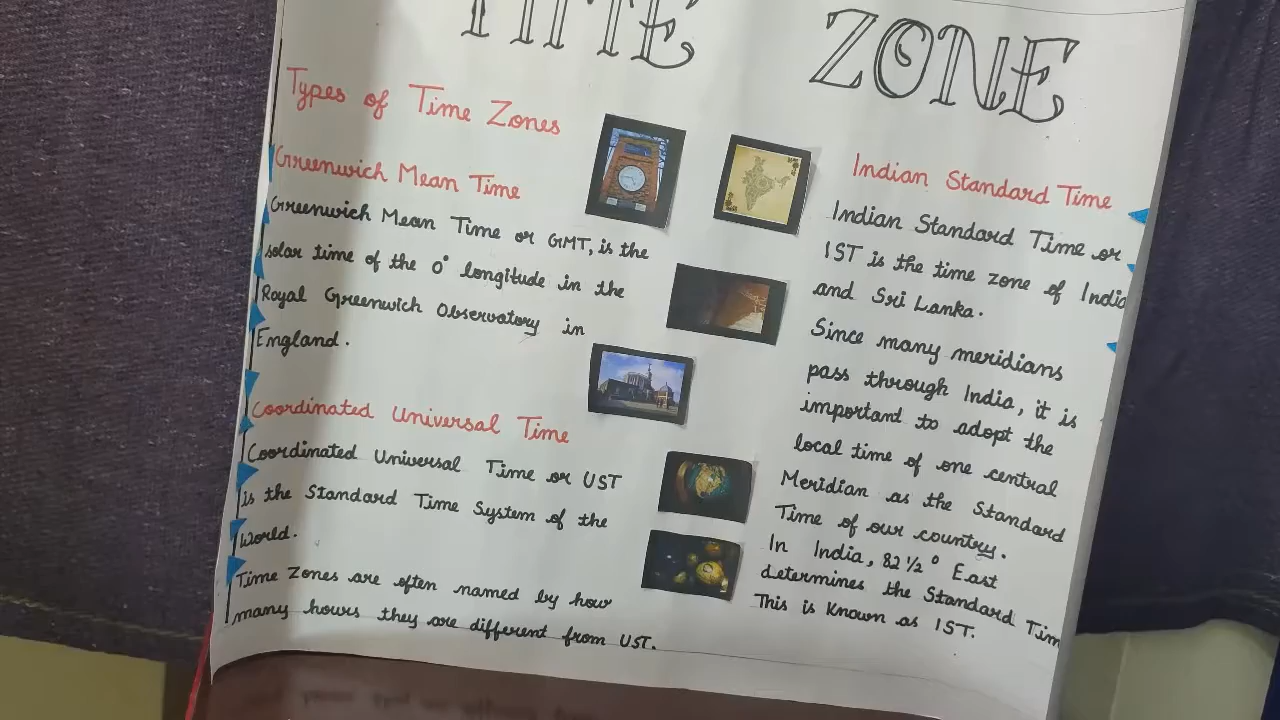 TIME ZONE
Types of Time Zones
Greenwich Mean Time
Greenwich Mean Time or GMT, is the
solar time of the 0° longitude in the
Royal Greenwich Observatory in
England.
Coordinated Universal Time
Coordinated Universal Time or UST
is the Standard Time System of the
World.
Time Zones are often named by how
many hours they are different from UST.
Indian Standard Time
Indian Standard Time or
IST is the time zone of India
and Sri Lanka.
Since many meridians
pass through India, it is
important to adopt the
local time of one central
Meridian as the Standard
Time of our country.
In India, 82 1/2° East
determines the Standard Tim
This is Known as IST.